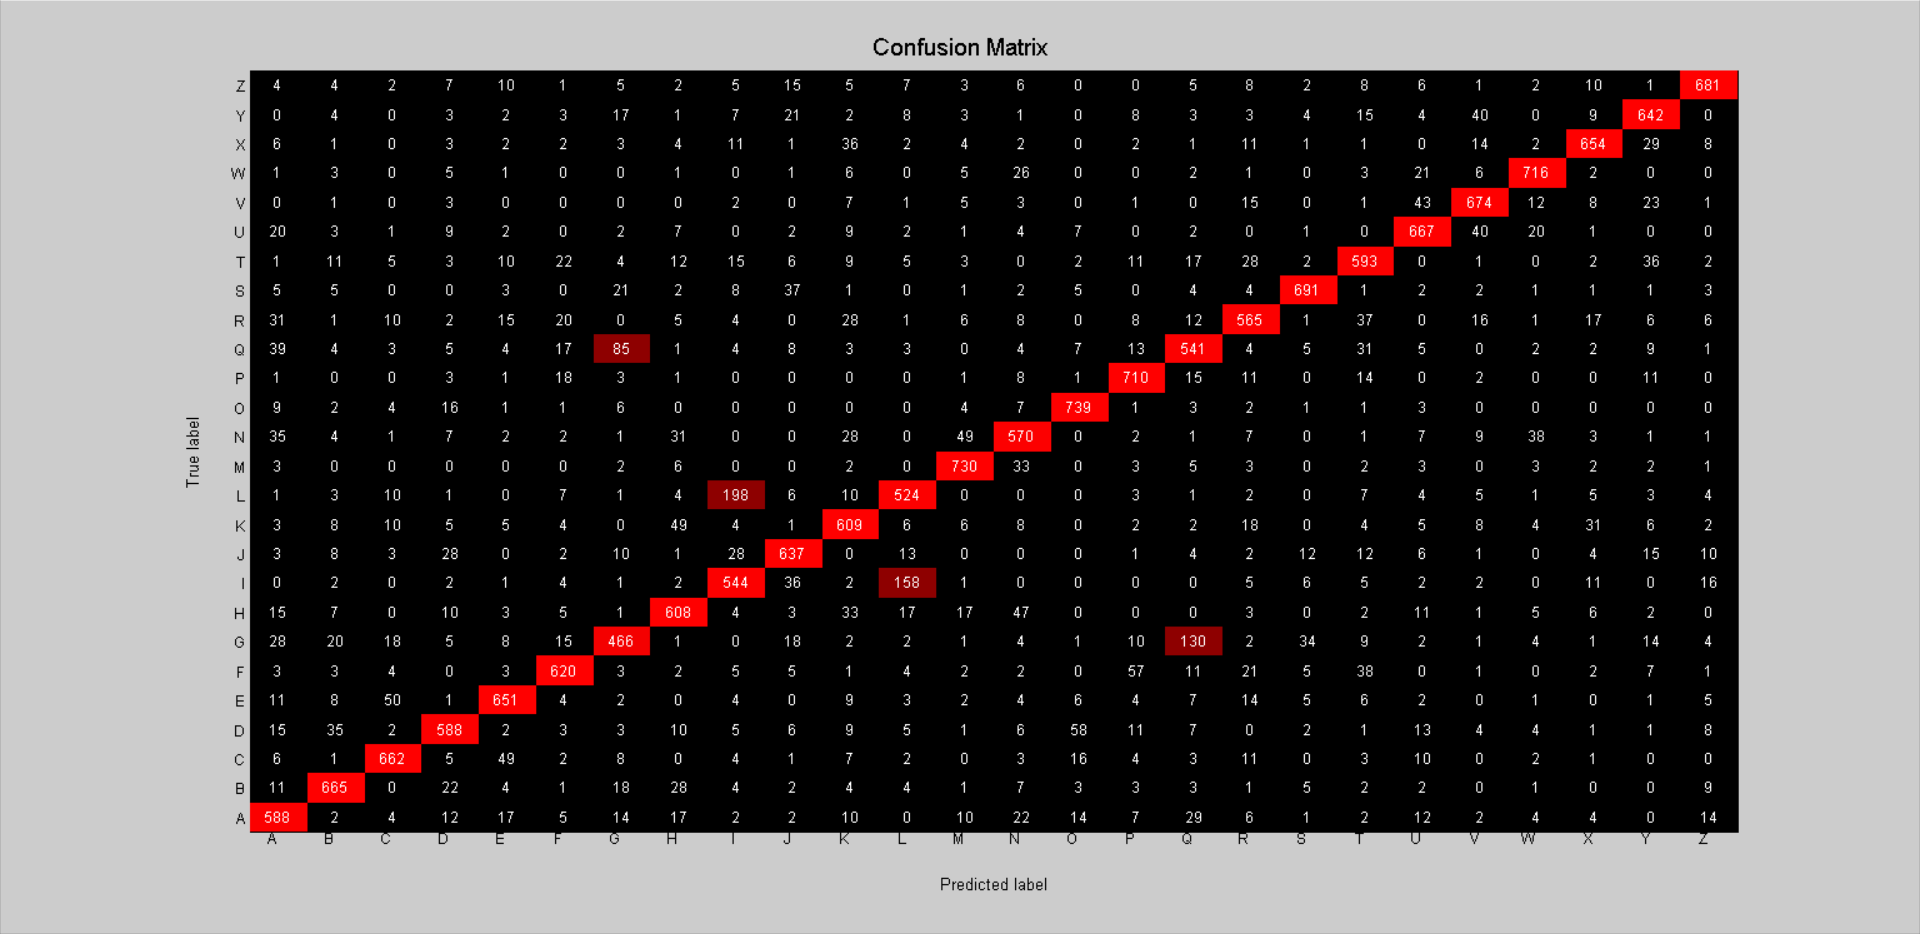 Confusion Matrix
Z 4 4 2 7 10 1 5 2 5 15 5 7 3 6 0 0 5 8 2 8 6 1 2 10 1 681
Y 0 4 0 3 2 3 17 1 7 21 2 8 3 1 0 8 3 3 4 15 4 40 0 9 642 0
X 6 1 0 3 2 2 3 4 11 1 36 2 4 2 0 2 1 11 1 1 0 14 2 654 29 8
W 1 3 0 5 1 0 0 1 0 1 6 0 5 26 0 0 2 1 0 3 21 6 716 2 0 0
V 0 1 0 3 0 0 0 0 2 0 7 1 5 3 0 1 0 15 0 1 43 674 12 8 23 1
U 20 3 1 9 2 0 2 7 0 2 9 2 1 4 7 0 2 0 1 0 667 40 20 1 0 0
T 1 11 5 3 10 22 4 12 15 6 9 5 3 0 2 11 17 28 2 593 0 1 0 2 36 2
S 5 5 0 0 3 0 21 2 8 37 1 0 1 2 5 0 4 4 691 1 2 2 1 1 1 3
R 31 1 10 2 15 20 0 5 4 0 28 1 6 8 0 8 12 565 1 37 0 16 1 17 6 6
Q 39 4 3 5 4 17 85 1 4 8 3 3 0 4 7 13 541 4 5 31 5 0 2 2 9 1
P 1 0 0 3 1 18 3 1 0 0 0 0 1 8 1 710 15 11 0 14 0 2 0 0 11 0
O 9 2 4 16 1 1 6 0 0 0 0 0 4 7 739 1 3 2 1 1 3 0 0 0 0 0
N 35 4 1 7 2 2 1 31 0 0 28 0 49 570 0 2 1 7 0 1 7 9 38 3 1 1
M 3 0 0 0 0 0 2 6 0 0 2 0 730 33 0 3 5 3 0 2 3 0 3 2 2 1
L 1 3 10 1 0 7 1 4 198 6 10 524 0 0 0 3 1 2 0 7 4 5 1 5 3 4
K 3 8 10 5 5 4 0 49 4 1 609 6 6 8 0 2 2 18 0 4 5 8 4 31 6 2
J 3 8 3 28 0 2 10 1 28 637 0 13 0 0 0 1 4 2 12 12 6 1 0 4 15 10
I 0 2 0 2 1 4 1 2 544 36 2 158 1 0 0 0 0 5 6 5 2 2 0 11 0 16
H 15 7 0 10 3 5 1 608 4 3 33 17 17 47 0 0 0 3 0 2 11 1 5 6 2 0
G 28 20 18 5 8 15 466 1 0 18 2 2 1 4 1 10 130 2 34 9 2 1 4 1 14 4
F 3 3 4 0 3 620 3 2 5 5 1 4 2 2 0 57 11 21 5 38 0 1 0 2 7 1
E 11 8 50 1 651 4 2 0 4 0 9 3 2 4 6 4 7 14 5 6 2 0 1 0 1 5
D 15 35 2 588 2 3 3 10 5 6 9 5 1 6 58 11 7 0 2 1 13 4 4 1 1 8
C 6 1 662 5 49 2 8 0 4 1 7 2 0 3 16 4 3 11 0 3 10 0 2 1 0 0
B 11 665 0 22 4 1 18 28 4 2 4 4 1 7 3 3 3 1 5 2 2 0 1 0 0 9
A 588 2 4 12 17 5 14 17 2 2 10 0 10 22 14 7 29 6 1 2 12 2 4 4 0 14
A B C D E F G H I J K L M N O P Q R S T U V W X Y Z
True label
Predicted label